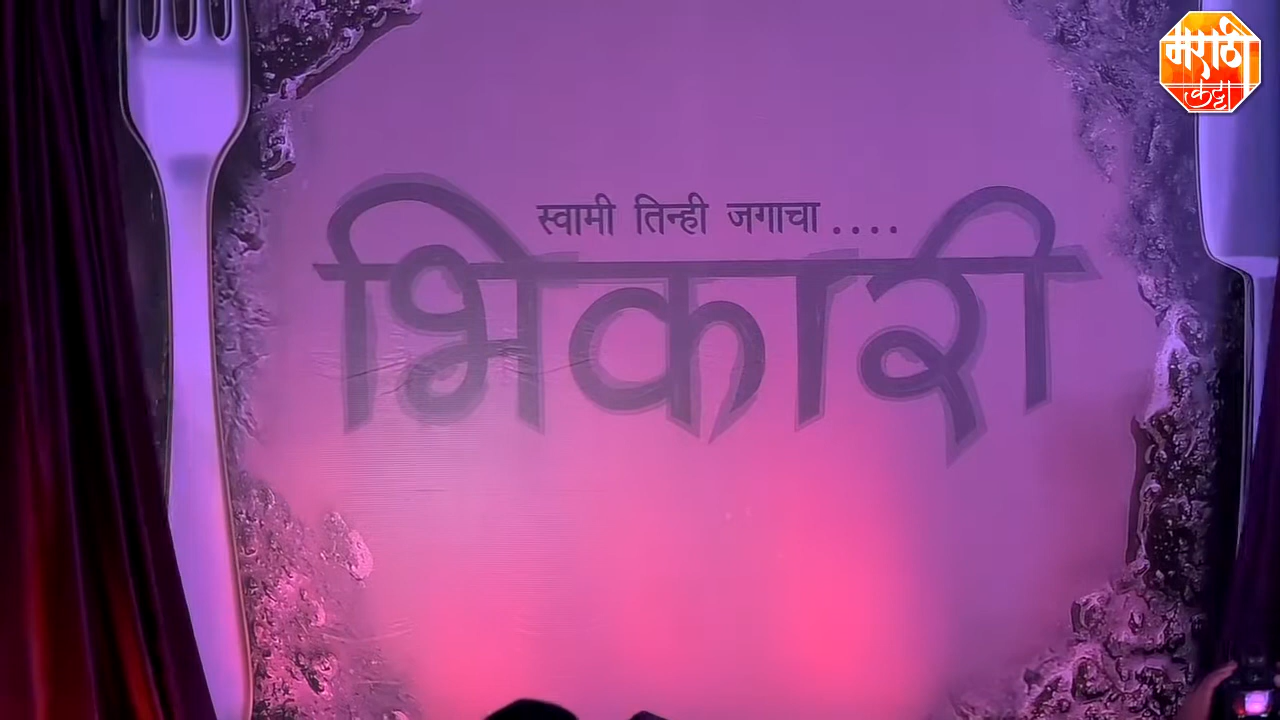 मराठी
कट्टा
स्वामी तिन्ही जगाचा ....
भिकारी